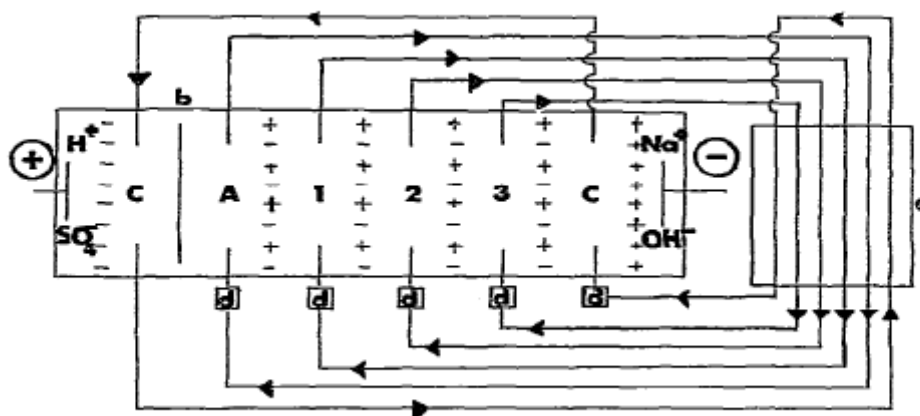 b
+ H+ Na+ −
C A 1 2 3 C
SO4− OH−
d d d d d